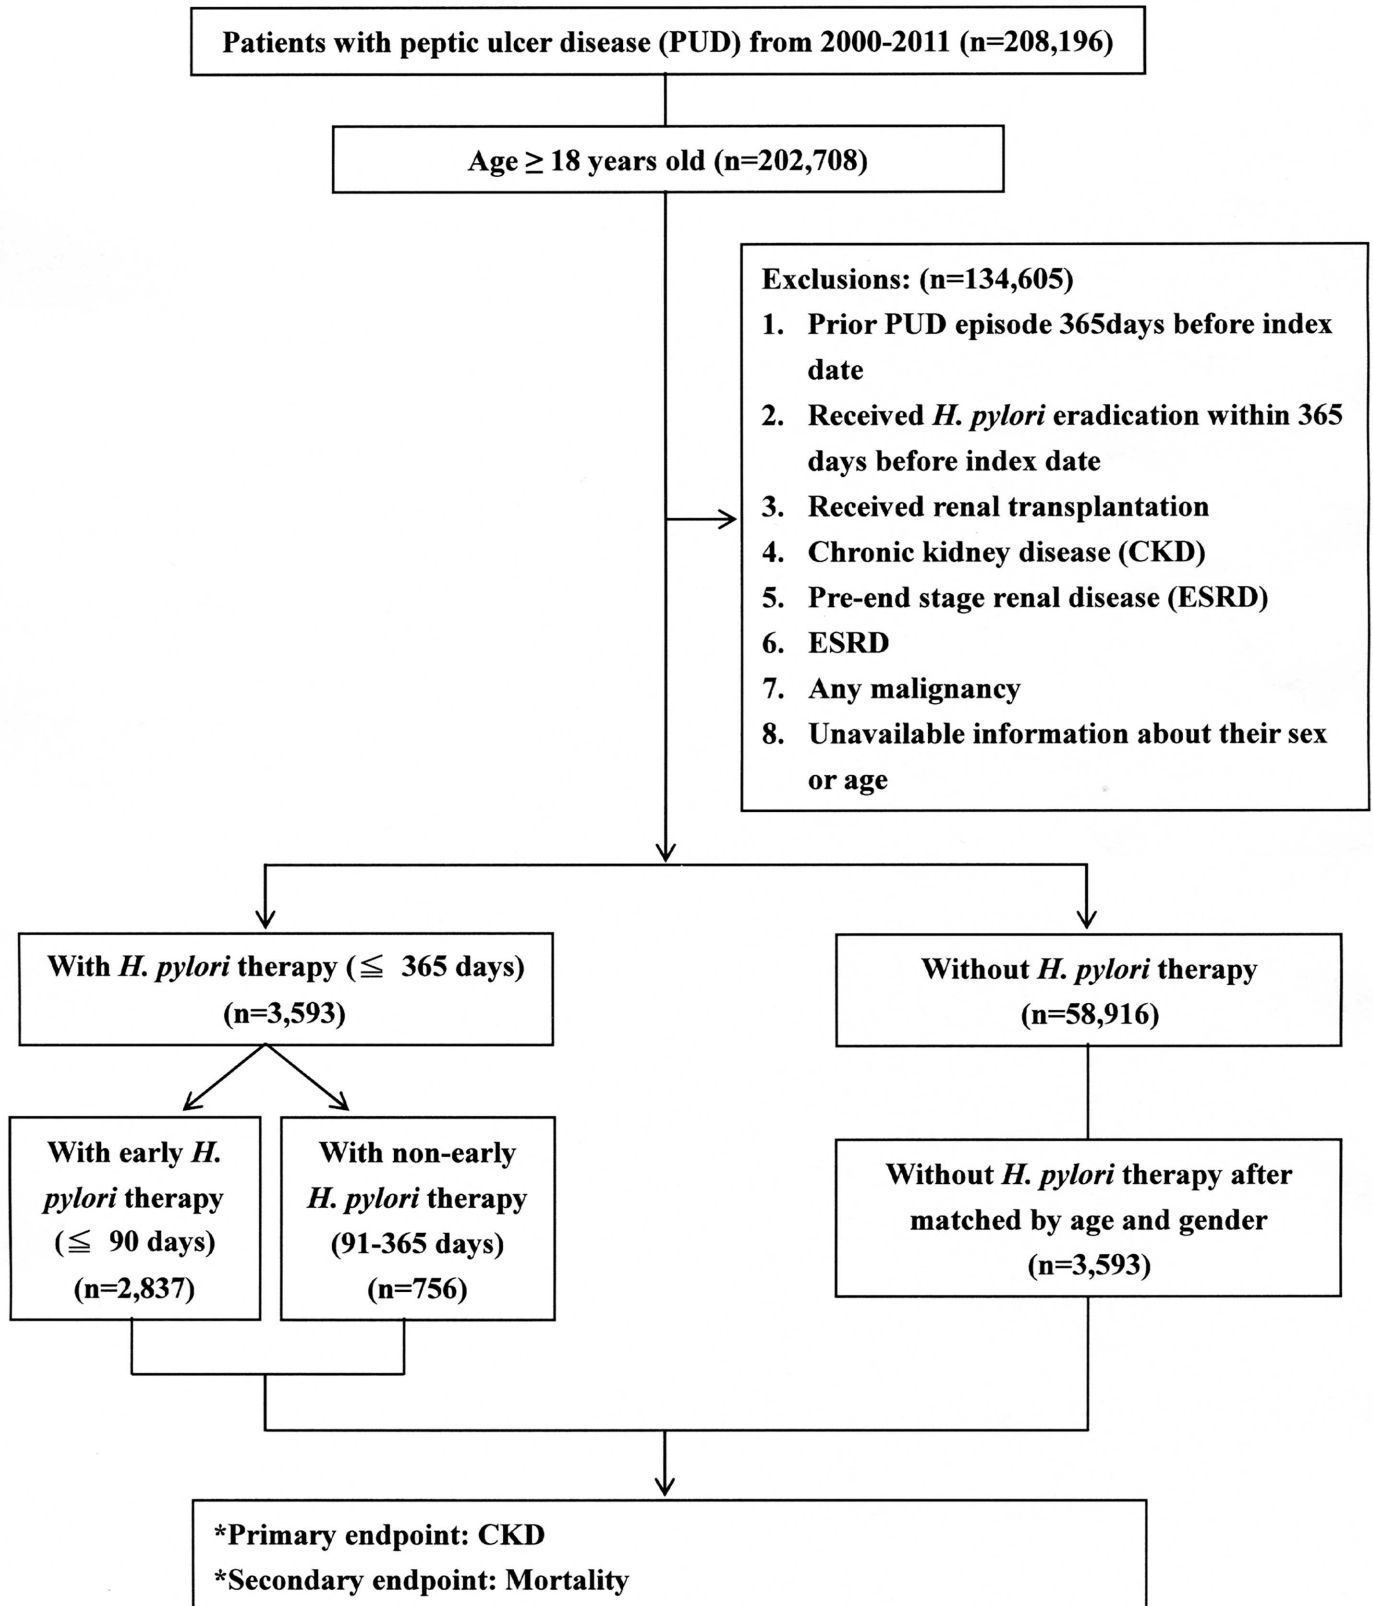 Patients with peptic ulcer disease (PUD) from 2000-2011 (n=208,196)
Age ≥ 18 years old (n=202,708)
Exclusions: (n=134,605)
1. Prior PUD episode 365days before index
date
2. Received H. pylori eradication within 365
days before index date
3. Received renal transplantation
4. Chronic kidney disease (CKD)
5. Pre-end stage renal disease (ESRD)
6. ESRD
7. Any malignancy
8. Unavailable information about their sex
or age
With H. pylori therapy (≦ 365 days)
(n=3,593)
Without H. pylori therapy
(n=58,916)
With early H.
pylori therapy
(≦ 90 days)
(n=2,837)
With non-early
H. pylori therapy
(91-365 days)
(n=756)
Without H. pylori therapy after
matched by age and gender
(n=3,593)
*Primary endpoint: CKD
*Secondary endpoint: Mortality